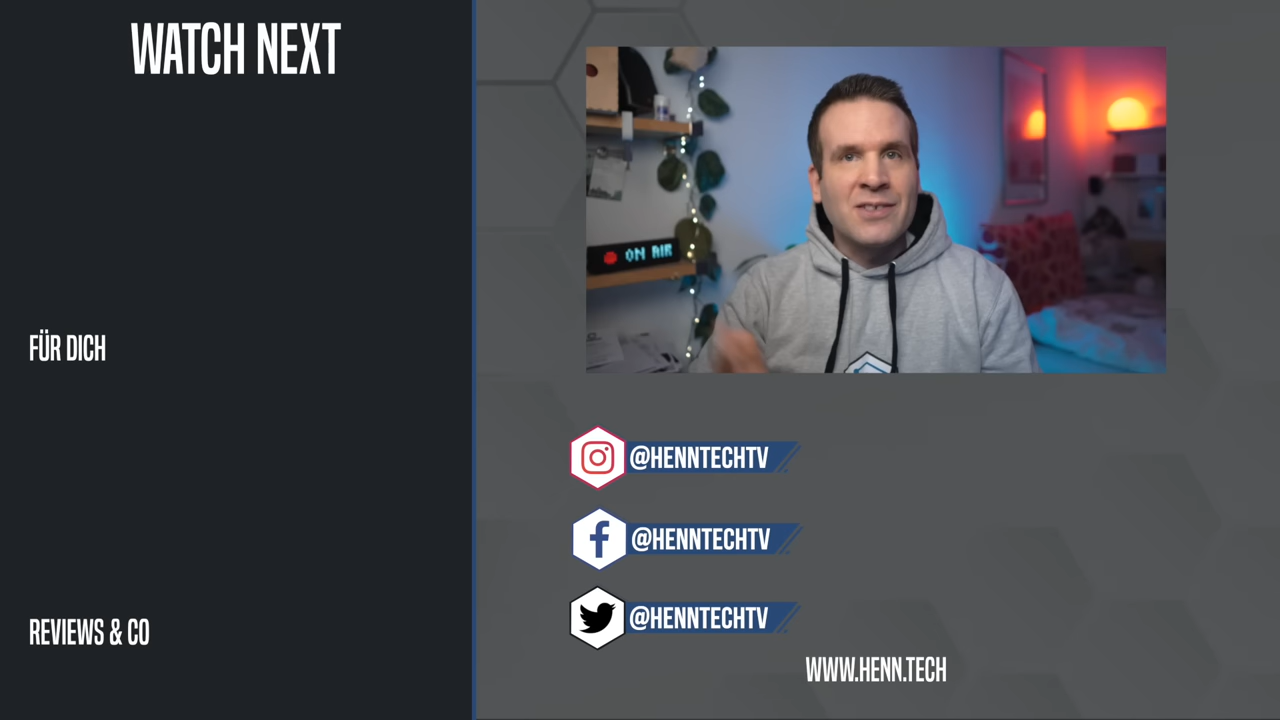 WATCH NEXT
FÜR DICH
REVIEWS & CO
ON AIR
@HENNTECHTV
@HENNTECHTV
@HENNTECHTV
WWW.HENN.TECH